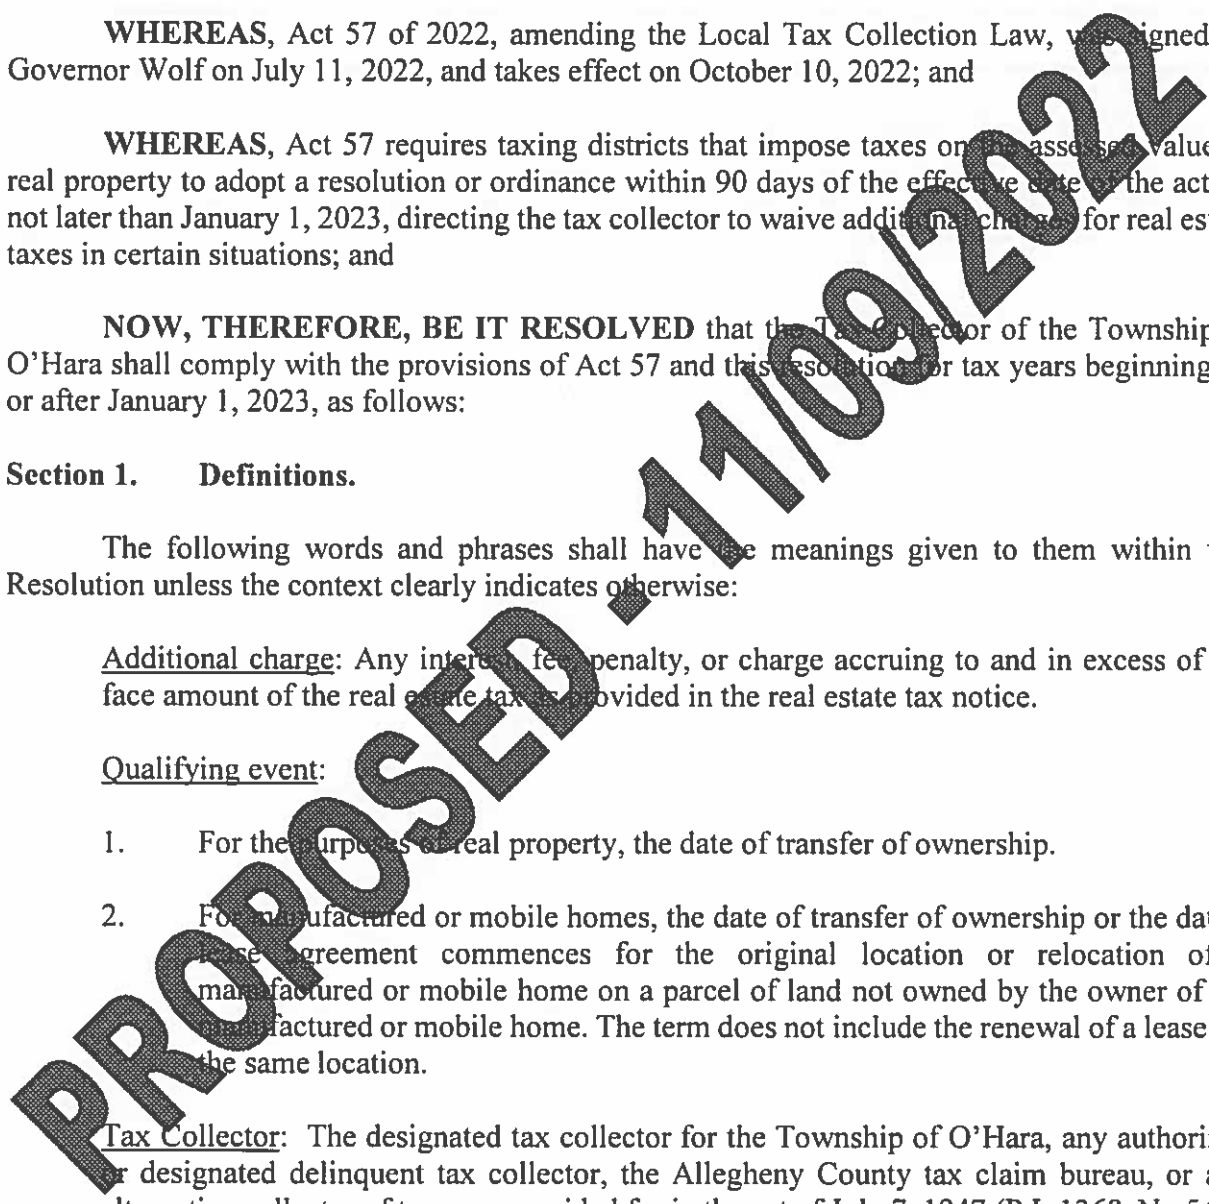 WHEREAS, Act 57 of 2022, amending the Local Tax Collection Law, was signed
Governor Wolf on July 11, 2022, and takes effect on October 10, 2022; and
WHEREAS, Act 57 requires taxing districts that impose taxes on the assessed value
real property to adopt a resolution or ordinance within 90 days of the effective date of the act
not later than January 1, 2023, directing the tax collector to waive additional charges for real est
taxes in certain situations; and
NOW, THEREFORE, BE IT RESOLVED that the Tax Collector of the Township
O'Hara shall comply with the provisions of Act 57 and this resolution for tax years beginning
or after January 1, 2023, as follows:
Section 1. Definitions.
The following words and phrases shall have the meanings given to them within
Resolution unless the context clearly indicates otherwise:
Additional charge: Any interest, fee, penalty, or charge accruing to and in excess of
face amount of the real estate tax as provided in the real estate tax notice.
Qualifying event:
1. For the purposes of real property, the date of transfer of ownership.
2. For manufactured or mobile homes, the date of transfer of ownership or the dat
lease agreement commences for the original location or relocation of
manufactured or mobile home on a parcel of land not owned by the owner of
manufactured or mobile home. The term does not include the renewal of a lease
the same location.
Tax Collector: The designated tax collector for the Township of O'Hara, any authori
or designated delinquent tax collector, the Allegheny County tax claim bureau, or a
PROPOSED - 11/09/2022